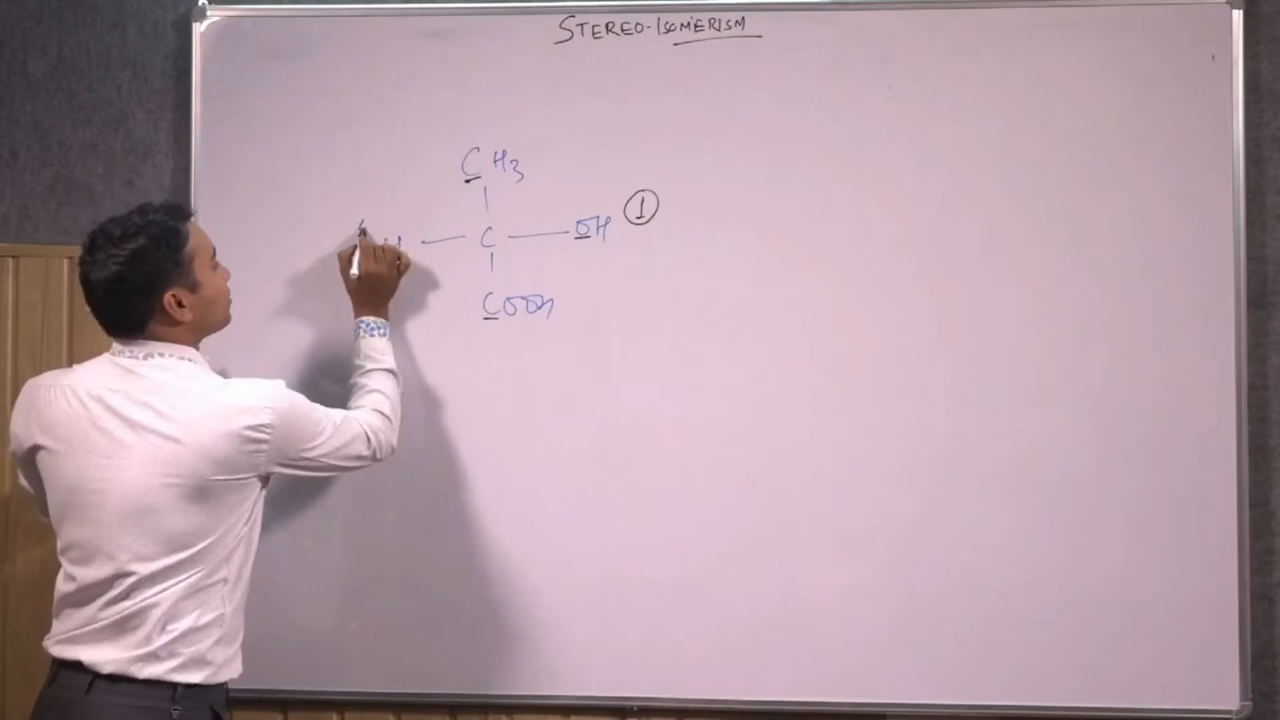 STEREO-ISOMERISM
CH3
H — C — OH ①
COOH